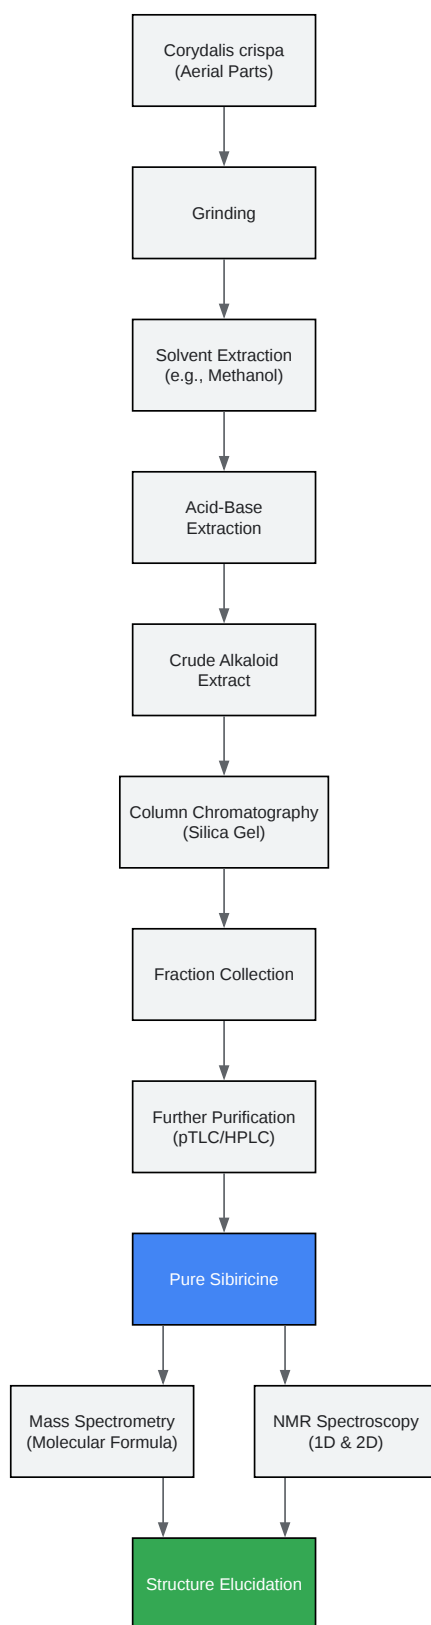 Corydalis crispa
(Aerial Parts)
Grinding
Solvent Extraction
(e.g., Methanol)
Acid-Base
Extraction
Crude Alkaloid
Extract
Column Chromatography
(Silica Gel)
Fraction Collection
Further Purification
(pTLC/HPLC)
Pure Sibiricine
Mass Spectrometry
(Molecular Formula)
NMR Spectroscopy
(1D & 2D)
Structure Elucidation